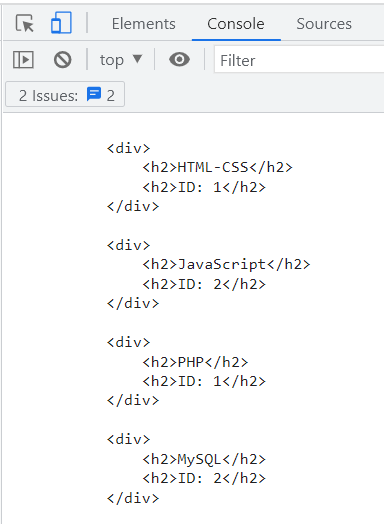 Elements Console Sources
top ▼ Filter
2 Issues: 2
<div>
<h2>HTML-CSS</h2>
<h2>ID: 1</h2>
</div>
<div>
<h2>JavaScript</h2>
<h2>ID: 2</h2>
</div>
<div>
<h2>PHP</h2>
<h2>ID: 1</h2>
</div>
<div>
<h2>MySQL</h2>
<h2>ID: 2</h2>
</div>